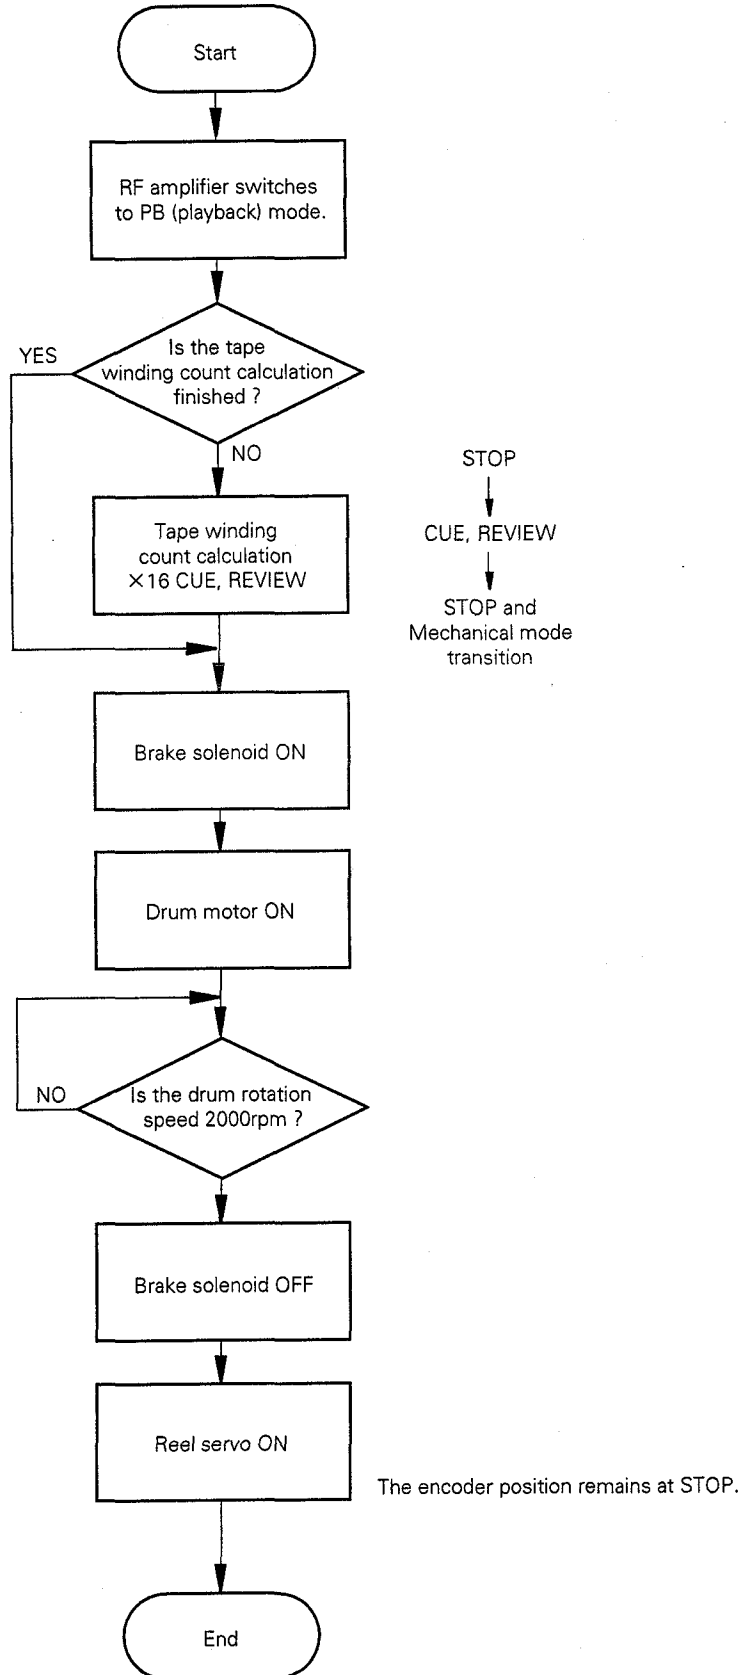 Start
RF amplifier switches
to PB (playback) mode.
YES
Is the tape
winding count calculation
finished ?
NO
Tape winding
count calculation
×16 CUE, REVIEW
STOP
CUE, REVIEW
STOP and
Mechanical mode
transition
Brake solenoid ON
Drum motor ON
NO
Is the drum rotation
speed 2000rpm ?
Brake solenoid OFF
Reel servo ON
The encoder position remains at STOP.
End